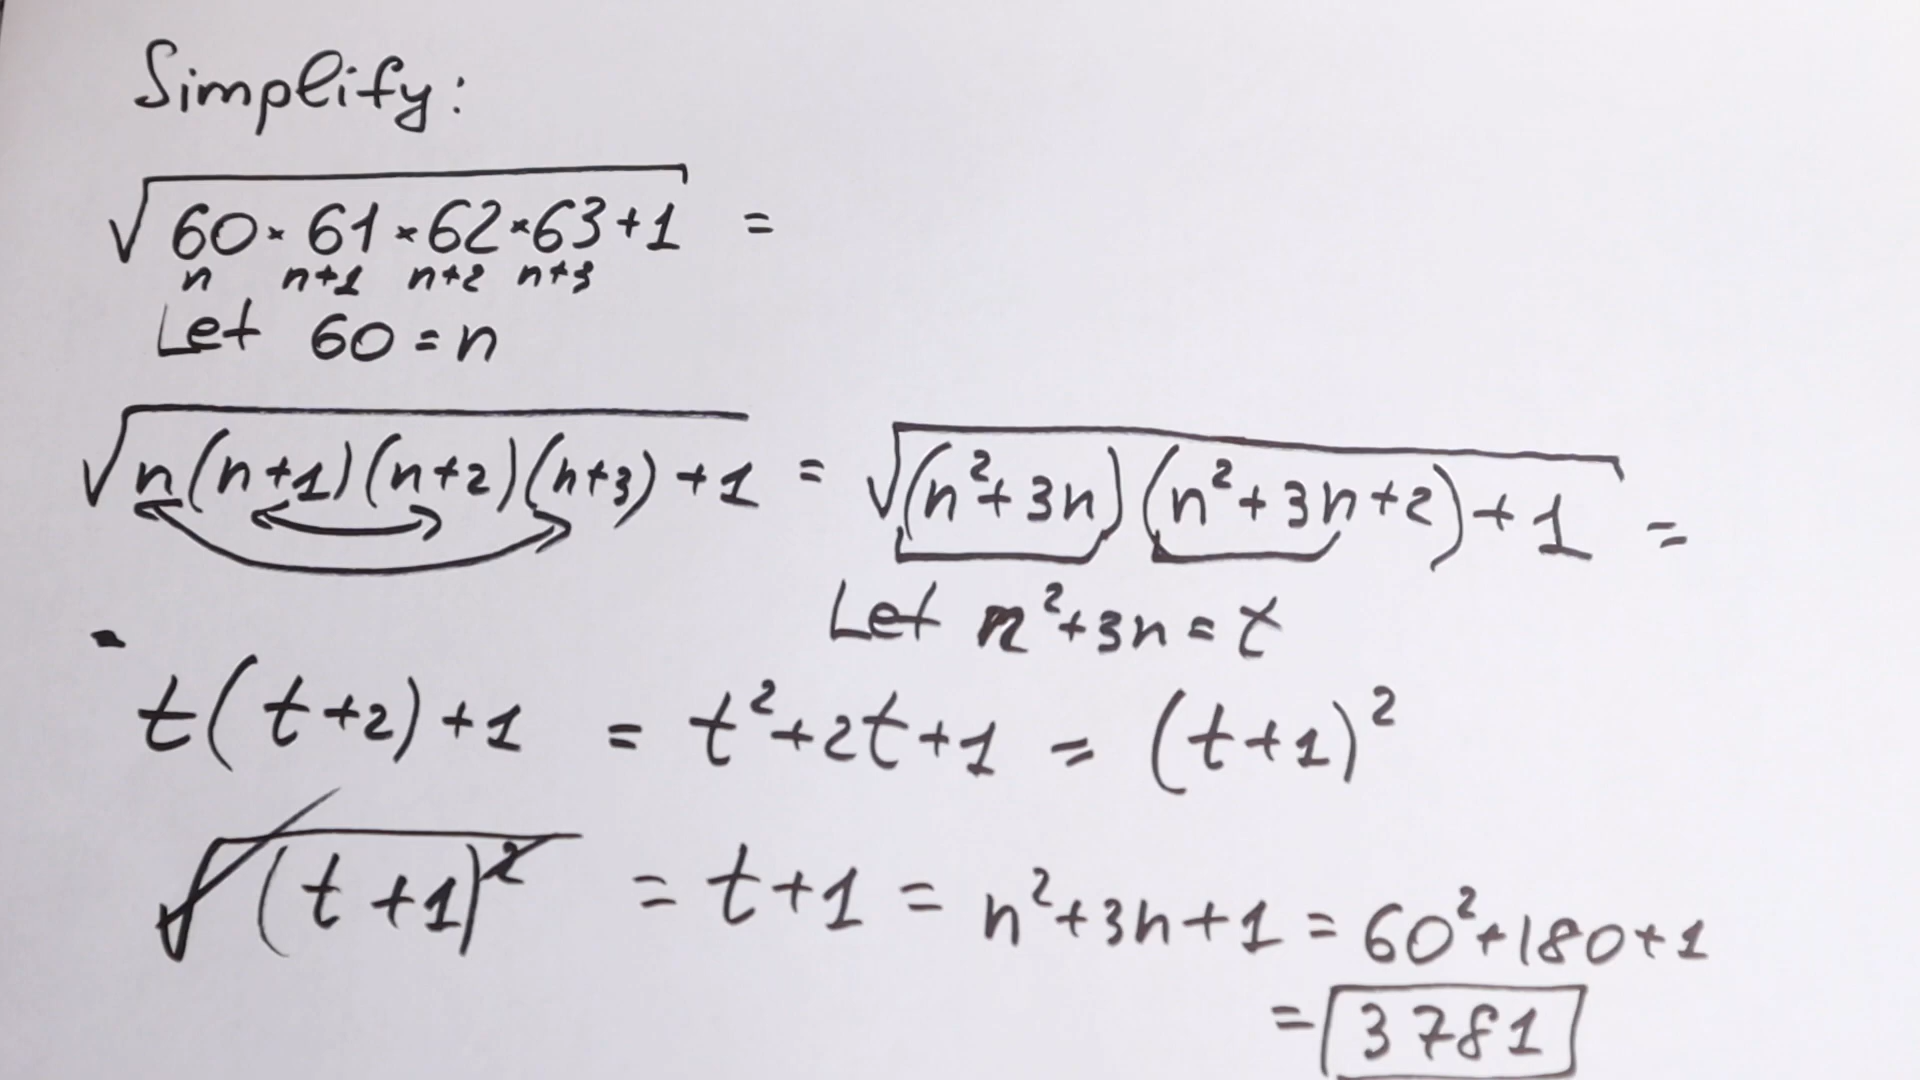 Simplify:
√60×61×62×63+1 =
n n+1 n+2 n+3
Let 60=n
√n(n+1)(n+2)(n+3)+1 = √(n²+3n)(n²+3n+2)+1 =
Let n²+3n=t
t(t+2)+1 = t²+2t+1 = (t+1)²
√(t+1)² = t+1 = n²+3n+1 = 60²+180+1
= 3781